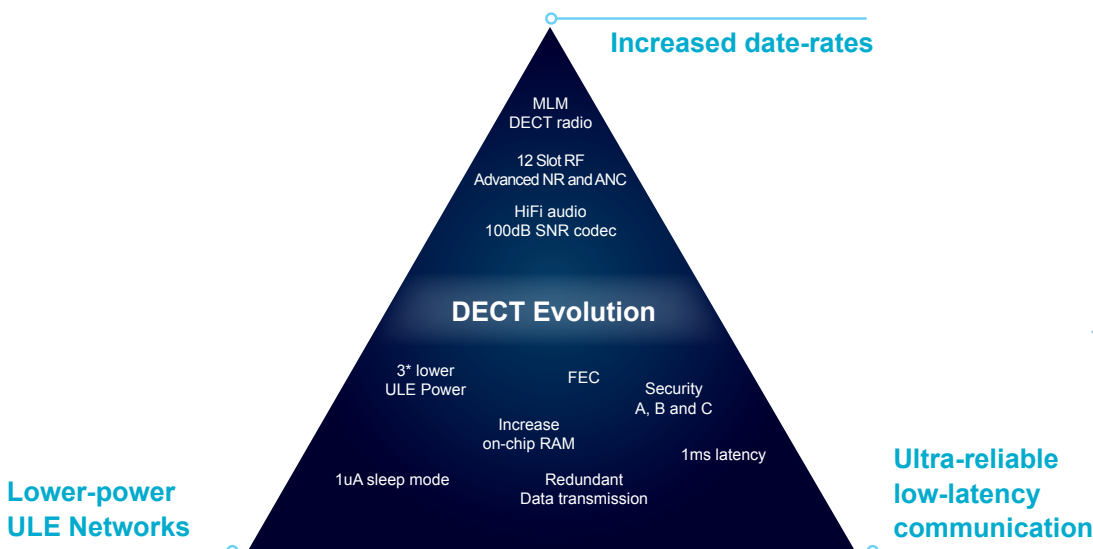 Increased date-rates
MLM
DECT radio
12 Slot RF
Advanced NR and ANC
HiFi audio
100dB SNR codec
DECT Evolution
3* lower
ULE Power
FEC
Security
A, B and C
Increase
on-chip RAM
1ms latency
1uA sleep mode
Redundant
Data transmission
Lower-power
ULE Networks
Ultra-reliable
low-latency
communication